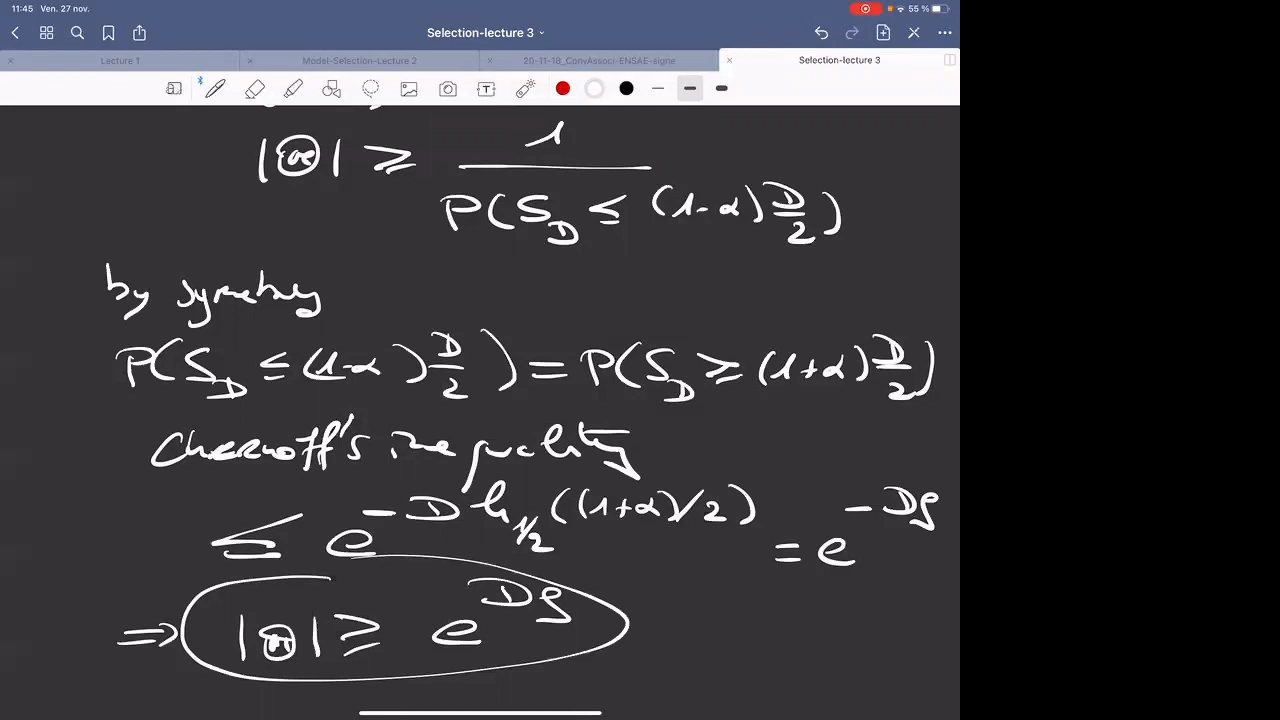 11:45 Ven. 27 nov. 55 %
Selection-lecture 3
Lecture 1 Model-Selection-Lecture 2 20-11-18_ConvAssoci-ENSAE-signe Selection-lecture 3
|Θ| ≥ 1 / P(S_D ≤ (1-α) D/2)
by symetry
P(S_D ≤ (1-α) D/2) = P(S_D ≥ (1+α) D/2)
Chernoff's inequality
≤ e^{-D h_{1/2}((1+α)/2)} = e^{-Dρ}
⇒ |Θ| ≥ e^{Dρ}